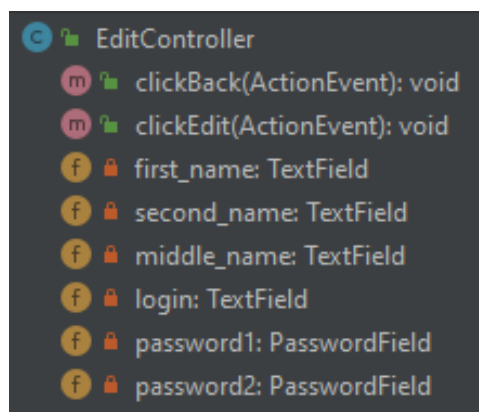 C EditController
m clickBack(ActionEvent): void
m clickEdit(ActionEvent): void
f first_name: TextField
f second_name: TextField
f middle_name: TextField
f login: TextField
f password1: PasswordField
f password2: PasswordField